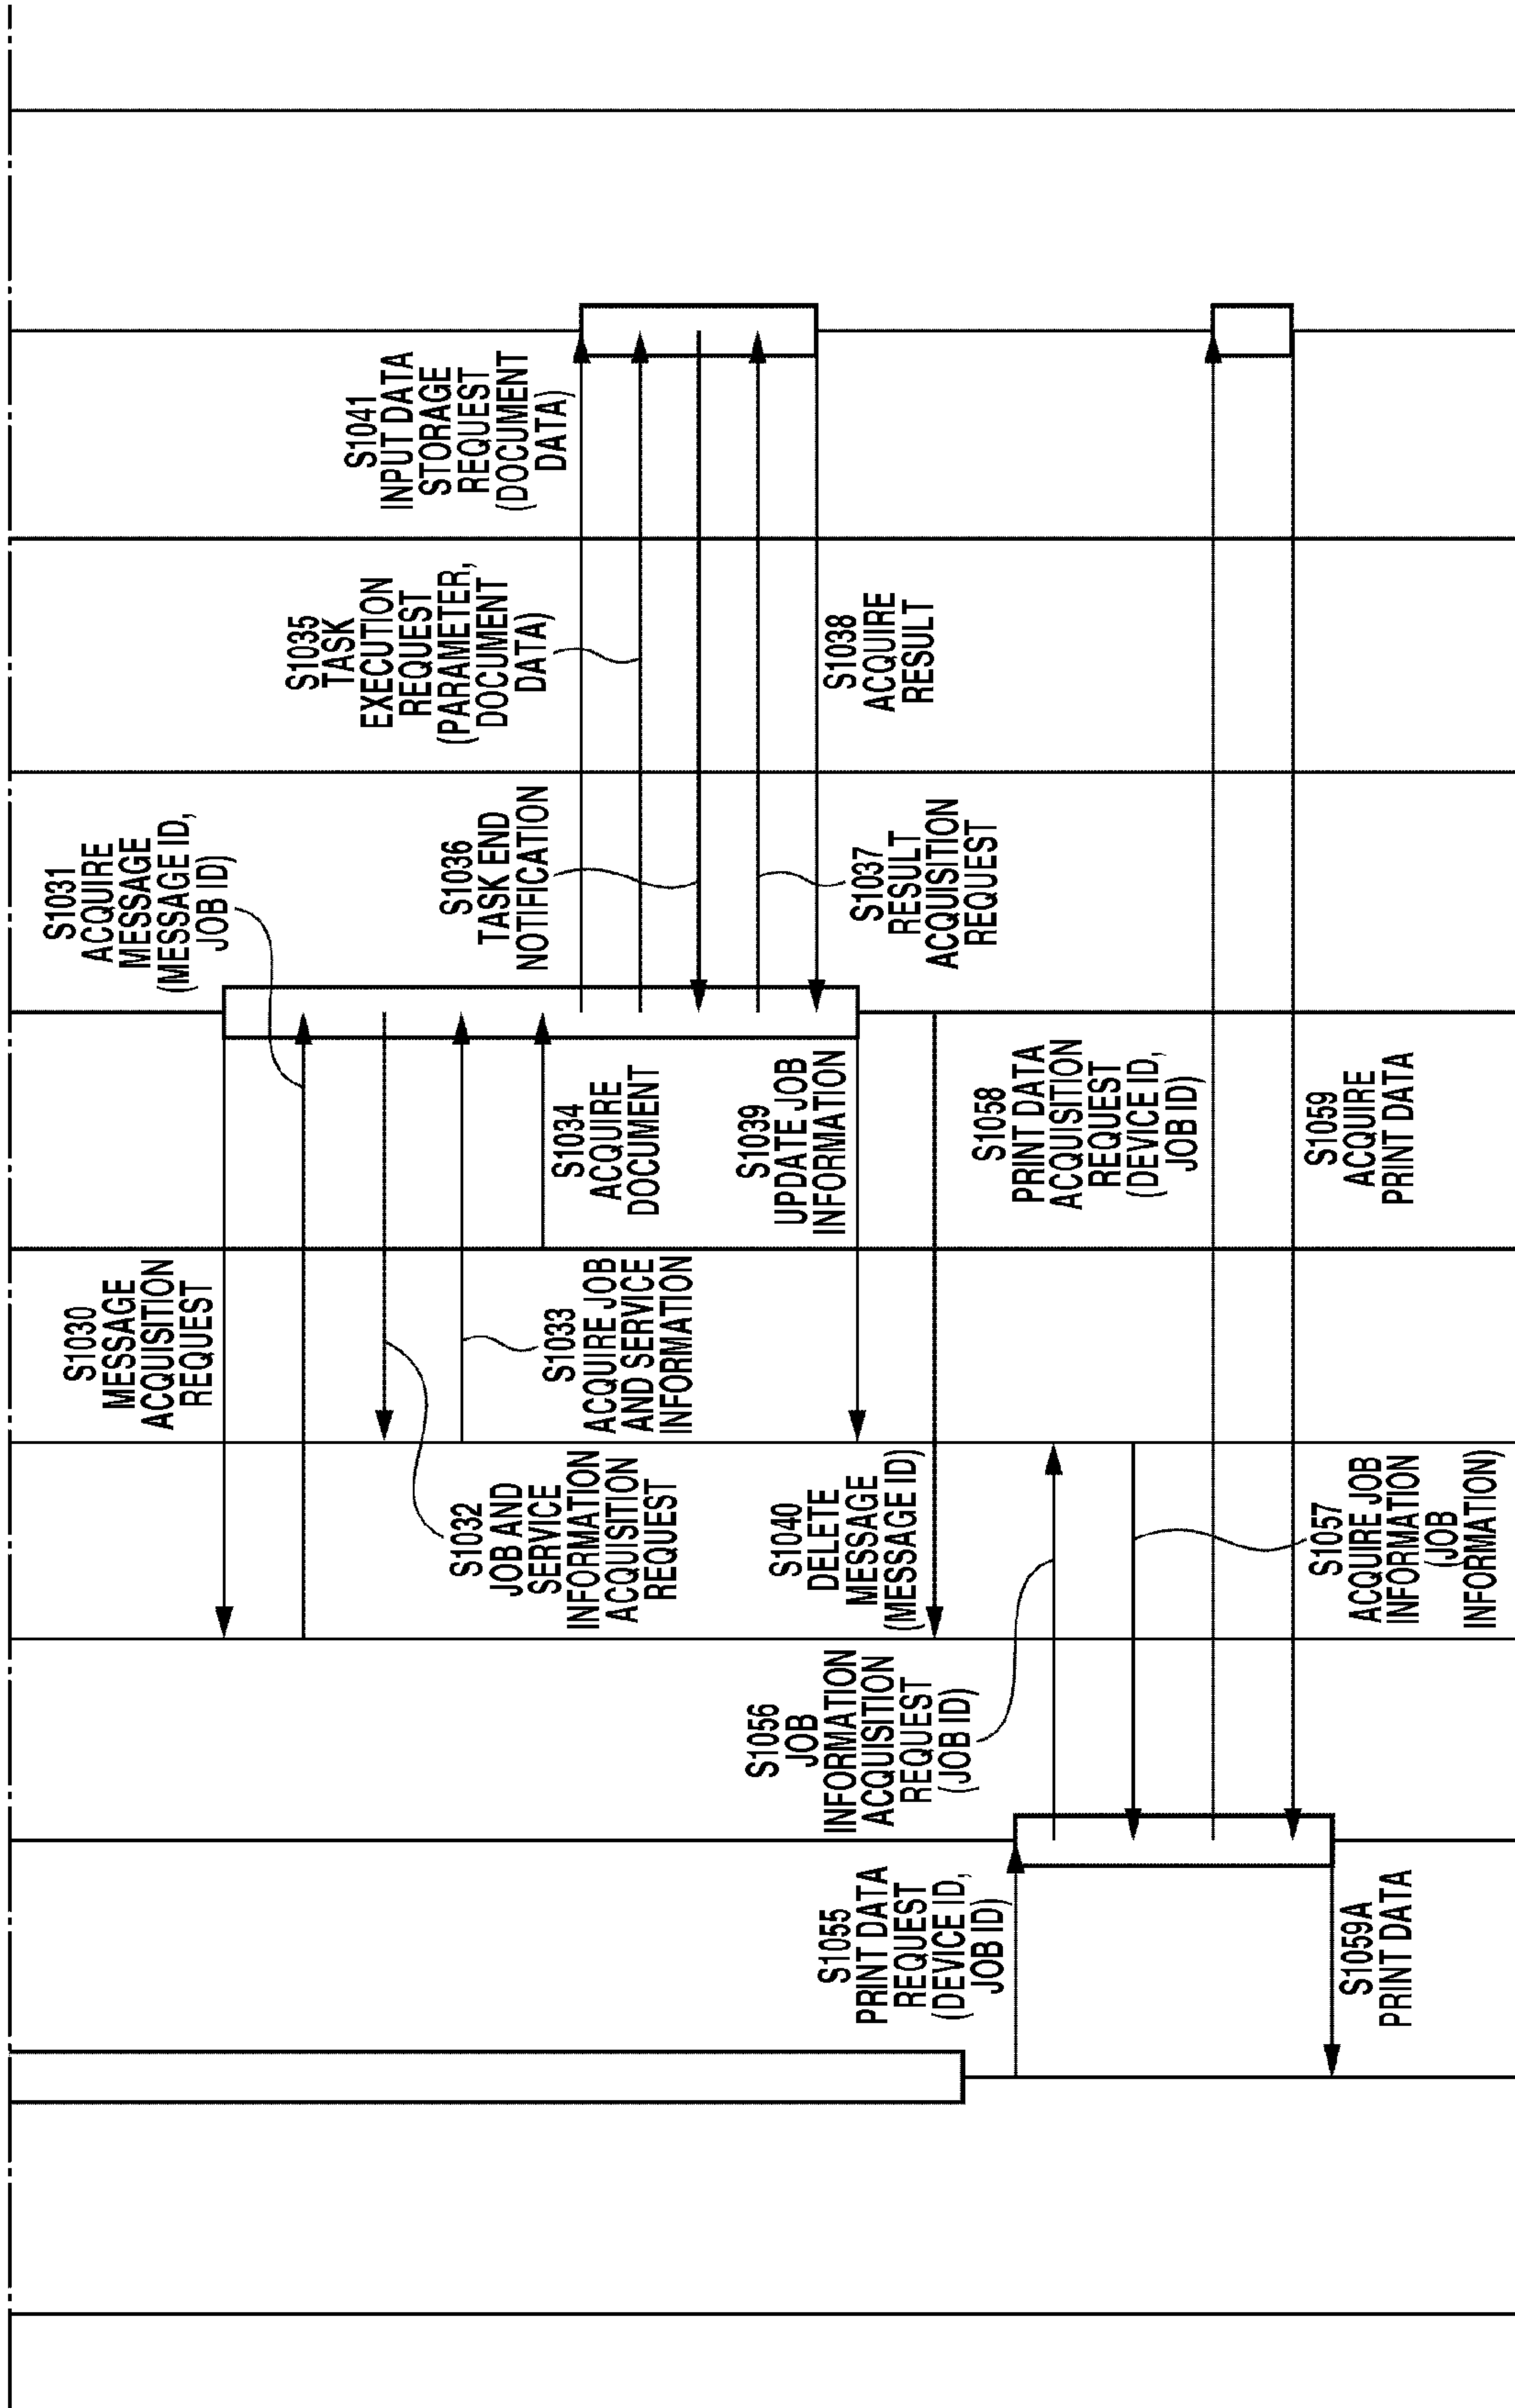 S1030
MESSAGE
ACQUISITION
REQUEST
S1031
ACQUIRE
MESSAGE
(MESSAGE ID,
JOB ID)
S1032
JOB AND
SERVICE
INFORMATION
ACQUISITION
REQUEST
S1033
ACQUIRE JOB
AND SERVICE
INFORMATION
S1034
ACQUIRE
DOCUMENT
S1041
INPUT DATA
STORAGE
REQUEST
(DOCUMENT
DATA)
S1035
TASK
EXECUTION
REQUEST
(PARAMETER,
DOCUMENT
DATA)
S1036
TASK END
NOTIFICATION
S1037
RESULT
ACQUISITION
REQUEST
S1038
ACQUIRE
RESULT
S1039
UPDATE JOB
INFORMATION
S1040
DELETE
MESSAGE
(MESSAGE ID)
S1055
PRINT DATA
REQUEST
(DEVICE ID,
JOB ID)
S1056
JOB
INFORMATION
ACQUISITION
REQUEST
(JOB ID)
S1057
ACQUIRE JOB
INFORMATION
(JOB
INFORMATION)
S1058
PRINT DATA
ACQUISITION
REQUEST
(DEVICE ID,
JOB ID)
S1059
ACQUIRE
PRINT DATA
S1059A
PRINT DATA